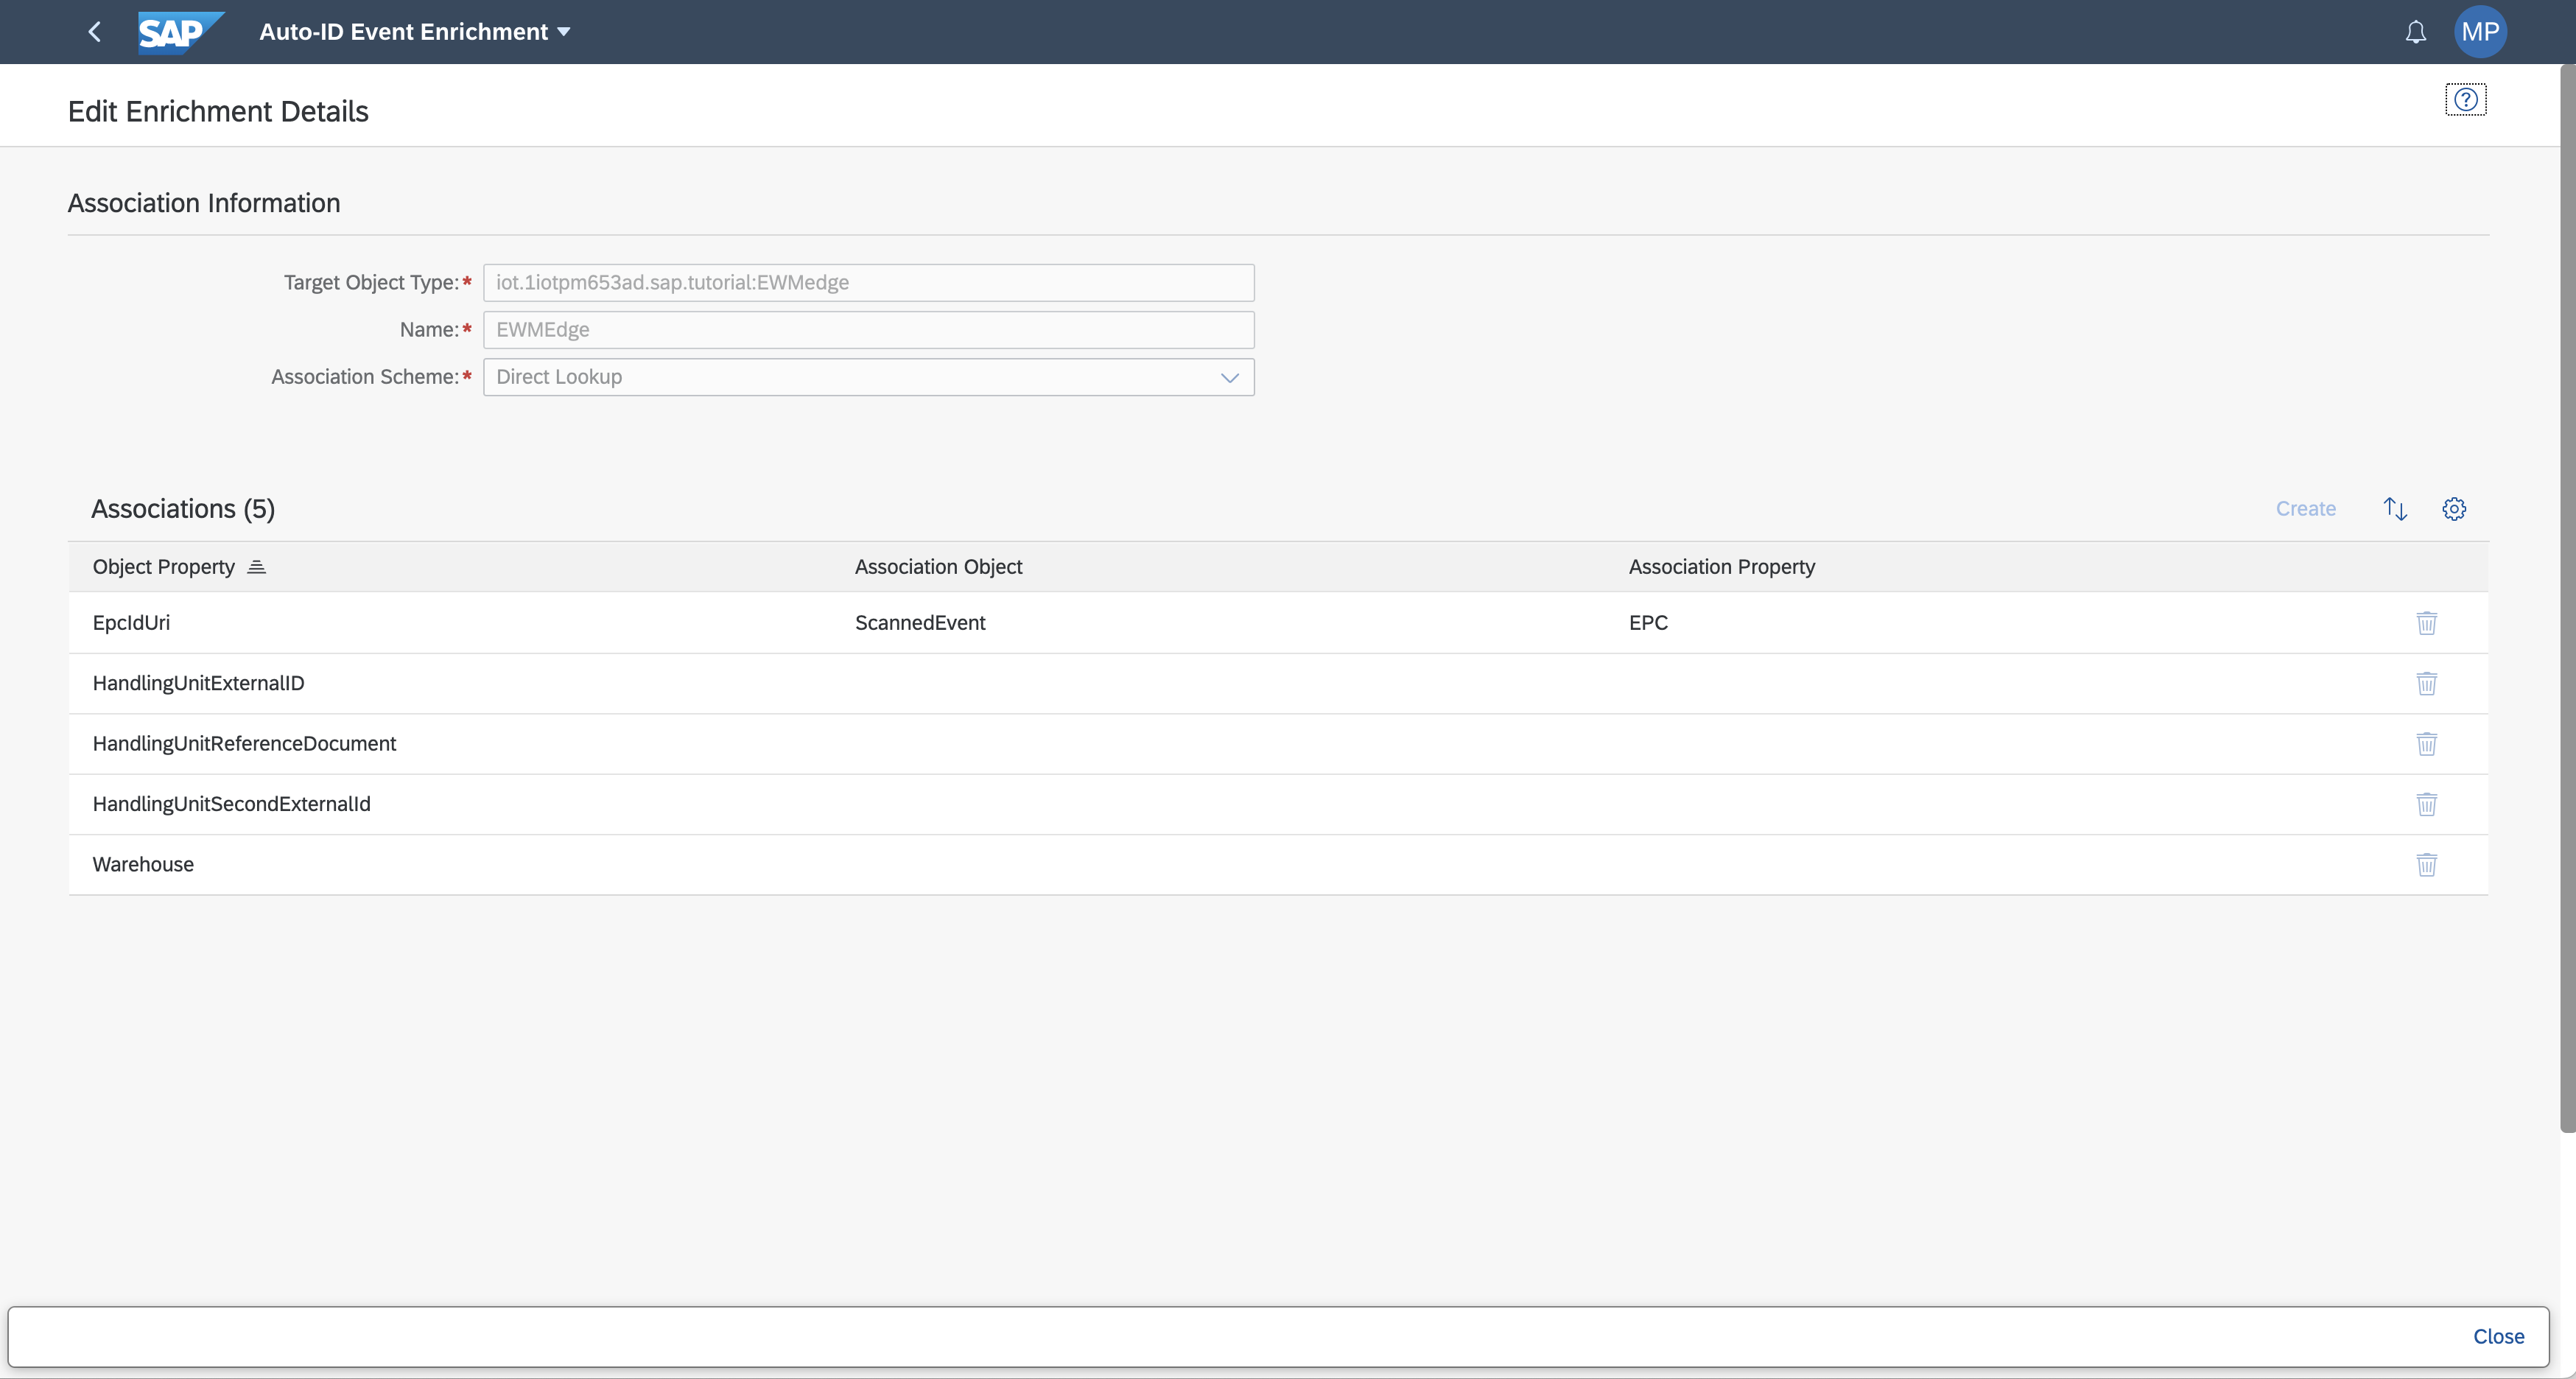 SAP Auto-ID Event Enrichment MP
Edit Enrichment Details
Association Information
Target Object Type:* iot.1iotpm653ad.sap.tutorial:EWMedge
Name:* EWMEdge
Association Scheme:* Direct Lookup
Associations (5) Create
Object Property Association Object Association Property
EpcIdUri ScannedEvent EPC
HandlingUnitExternalID
HandlingUnitReferenceDocument
HandlingUnitSecondExternalId
Warehouse
Close